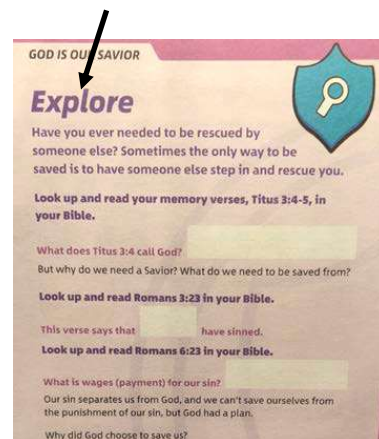 GOD IS OUR SAVIOR
Explore
Have you ever needed to be rescued by
someone else? Sometimes the only way to be
saved is to have someone else step in and rescue you.
Look up and read your memory verses, Titus 3:4-5, in
your Bible.
What does Titus 3:4 call God?
But why do we need a Savior? What do we need to be saved from?
Look up and read Romans 3:23 in your Bible.
This verse says that have sinned.
Look up and read Romans 6:23 in your Bible.
What is wages (payment) for our sin?
Our sin separates us from God, and we can't save ourselves from
the punishment of our sin, but God had a plan.
Why did God choose to save us?